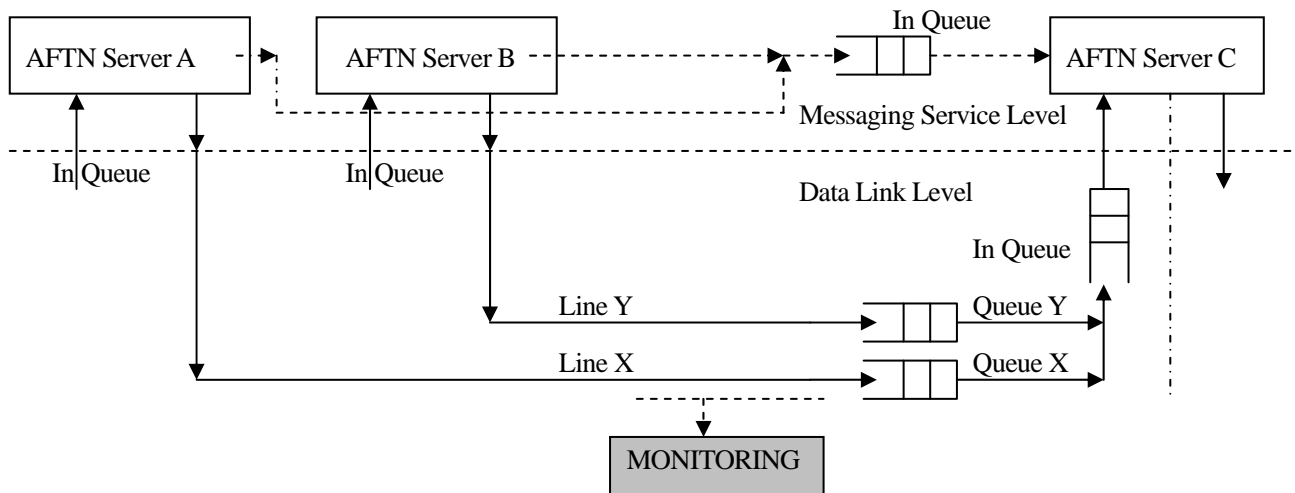 In Queue
AFTN Server A
AFTN Server B
AFTN Server C
Messaging Service Level
In Queue
In Queue
Data Link Level
In Queue
Line Y
Queue Y
Line X
Queue X
MONITORING